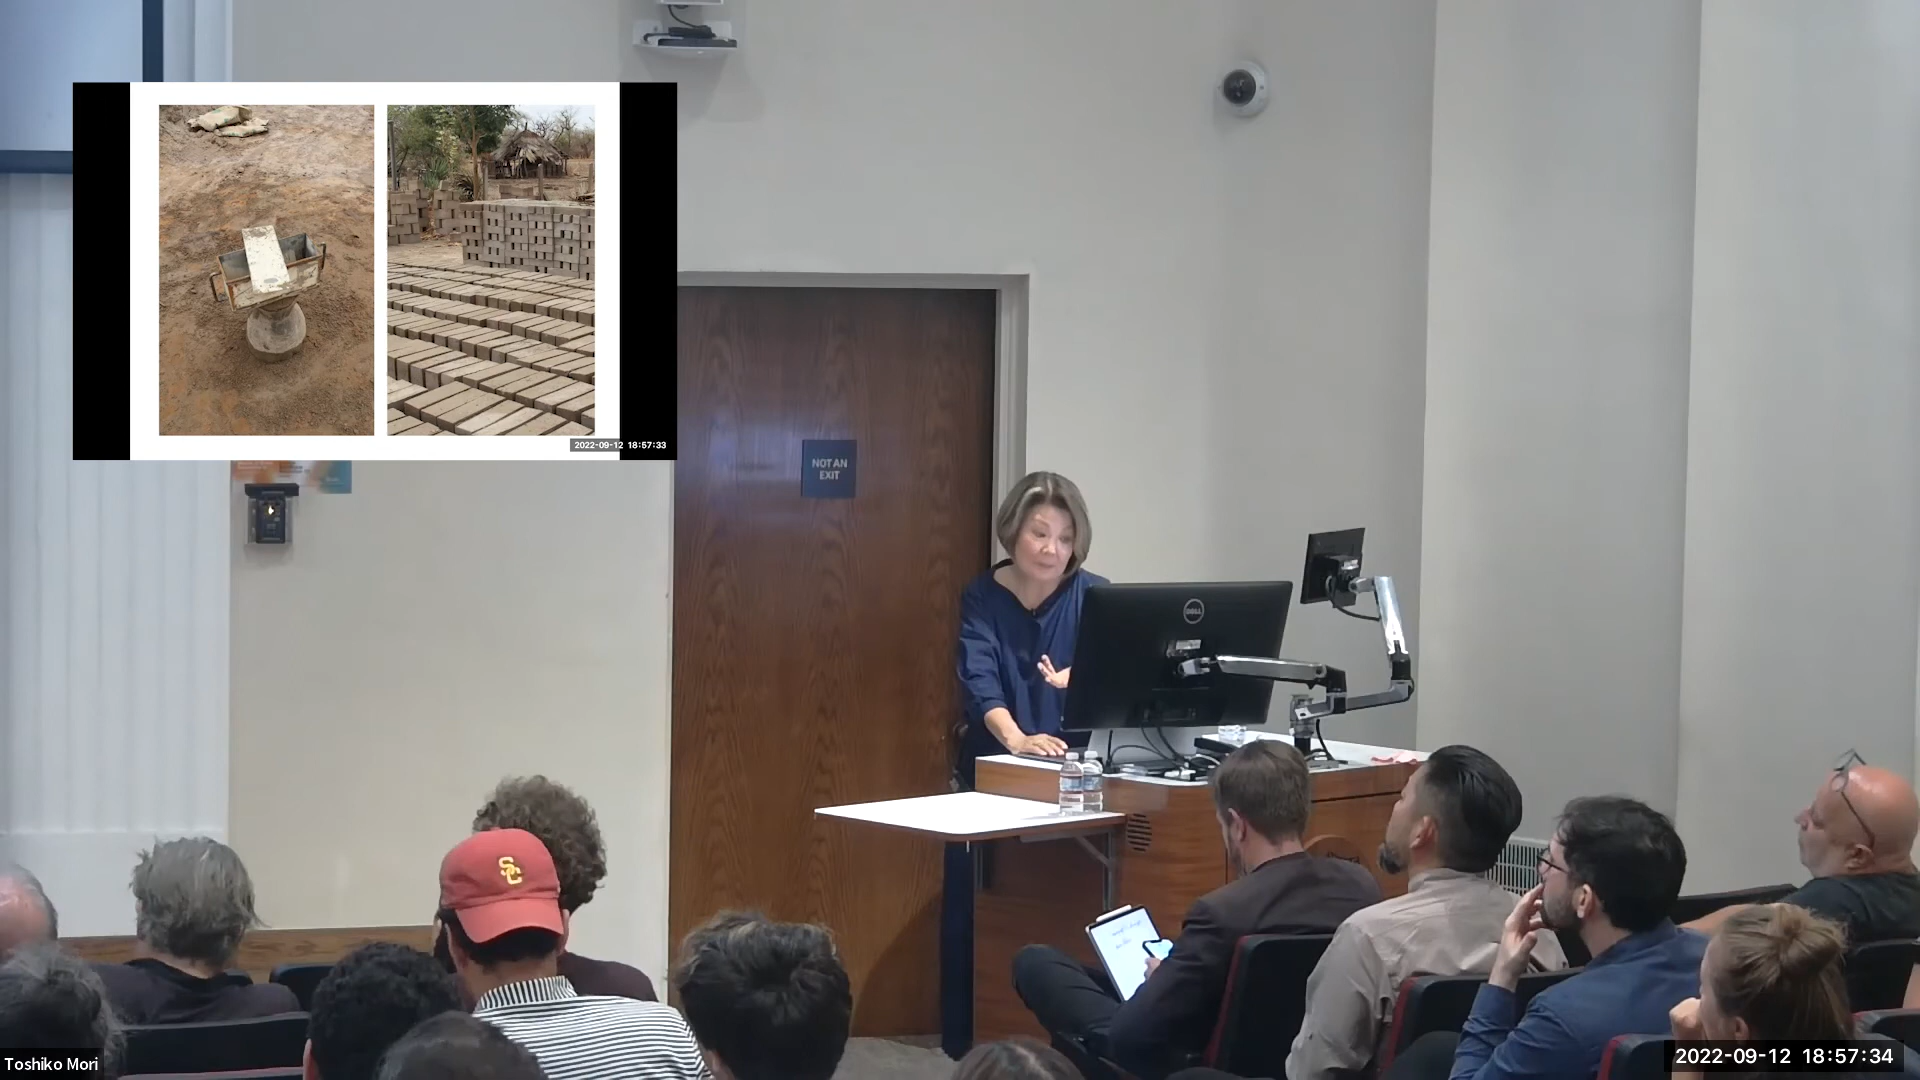 2022-09-12 18:57:33
NOT AN
EXIT
DELL
SC
Toshiko Mori
2022-09-12 18:57:34